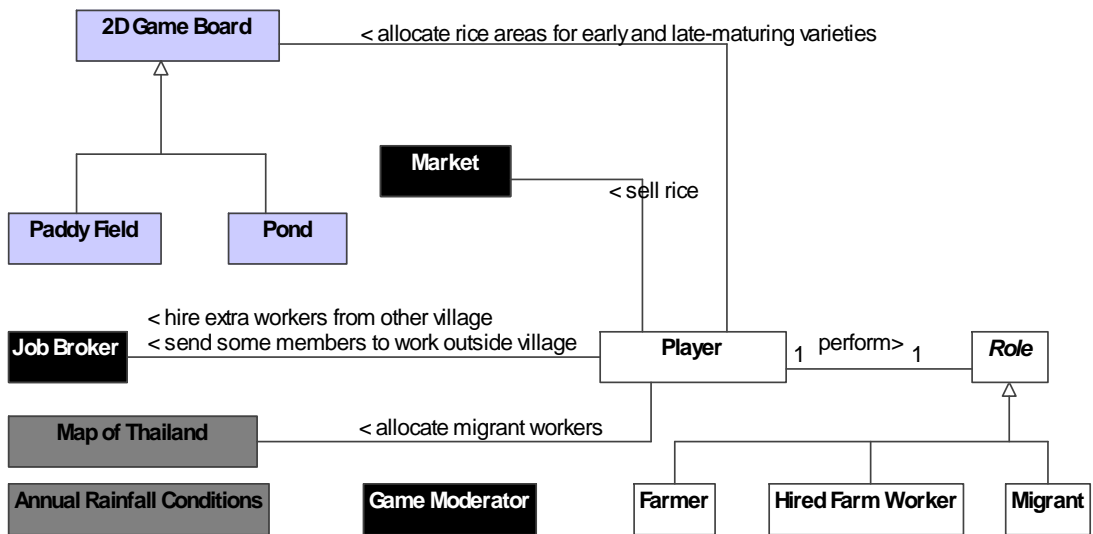 2D Game Board
< allocate rice areas for early and late-maturing varieties
Market
< sell rice
Paddy Field
Pond
< hire extra workers from other village
Job Broker
< send some members to work outside village
Player
1
perform>
1
Role
Map of Thailand
< allocate migrant workers
Annual Rainfall Conditions
Game Moderator
Farmer
Hired Farm Worker
Migrant